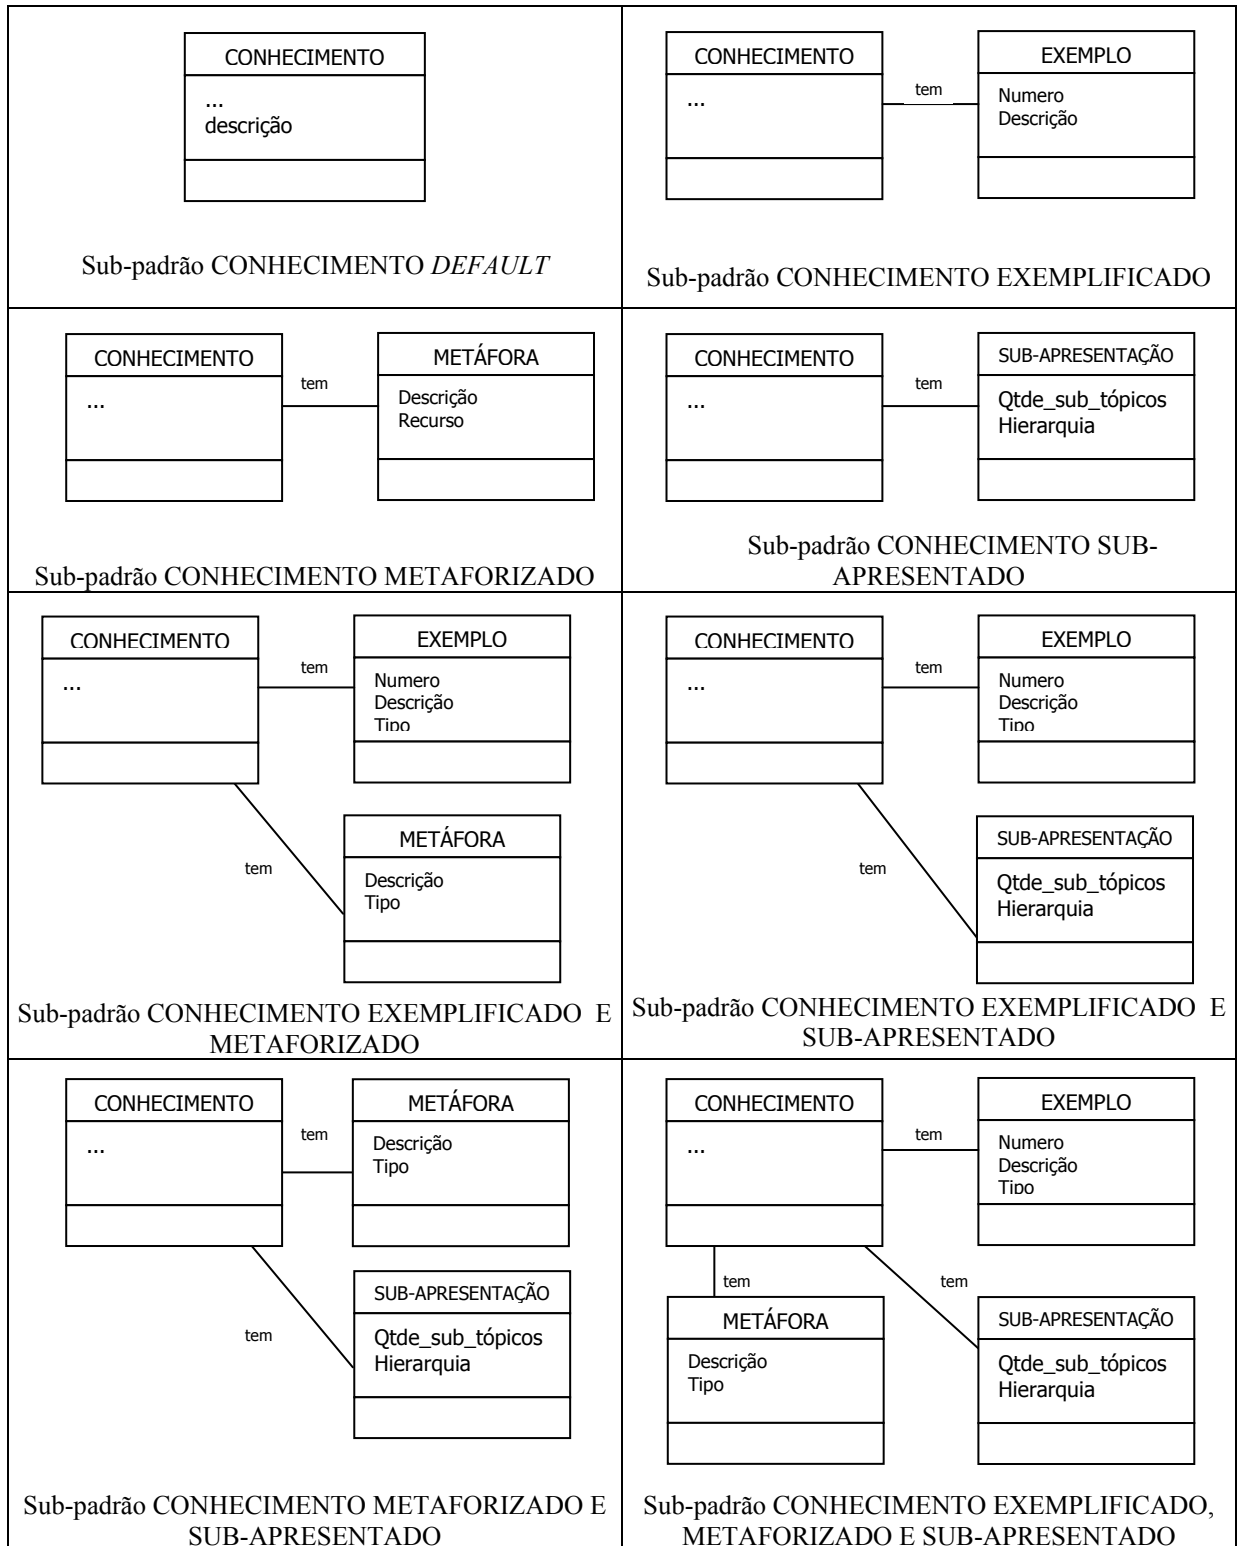 CONHECIMENTO
...
descrição
Sub-padrão CONHECIMENTO DEFAULT
CONHECIMENTO
...
tem
EXEMPLO
Numero
Descrição
Sub-padrão CONHECIMENTO EXEMPLIFICADO
CONHECIMENTO
...
tem
METÁFORA
Descrição
Recurso
Sub-padrão CONHECIMENTO METAFORIZADO
CONHECIMENTO
...
tem
SUB-APRESENTAÇÃO
Qtde_sub_tópicos
Hierarquia
Sub-padrão CONHECIMENTO SUB-
APRESENTADO
CONHECIMENTO
...
tem
EXEMPLO
Numero
Descrição
Tipo
tem
METÁFORA
Descrição
Tipo
Sub-padrão CONHECIMENTO EXEMPLIFICADO E
METAFORIZADO
CONHECIMENTO
...
tem
EXEMPLO
Numero
Descrição
Tipo
tem
SUB-APRESENTAÇÃO
Qtde_sub_tópicos
Hierarquia
Sub-padrão CONHECIMENTO EXEMPLIFICADO E
SUB-APRESENTADO
CONHECIMENTO
...
tem
METÁFORA
Descrição
Tipo
tem
SUB-APRESENTAÇÃO
Qtde_sub_tópicos
Hierarquia
Sub-padrão CONHECIMENTO METAFORIZADO E
SUB-APRESENTADO
CONHECIMENTO
...
tem
EXEMPLO
Numero
Descrição
Tipo
tem
METÁFORA
Descrição
Tipo
tem
SUB-APRESENTAÇÃO
Qtde_sub_tópicos
Hierarquia
Sub-padrão CONHECIMENTO EXEMPLIFICADO,
METAFORIZADO E SUB-APRESENTADO